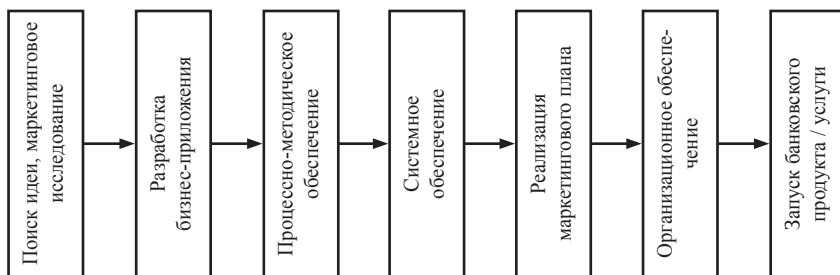 Поиск идеи, маркетинговое
исследование
Разработка
бизнес-приложения
Процессно-методическое
обеспечение
Системное
обеспечение
Реализация
маркетингового плана
Организационное обеспе-
чение
Запуск банковского
продукта / услуги